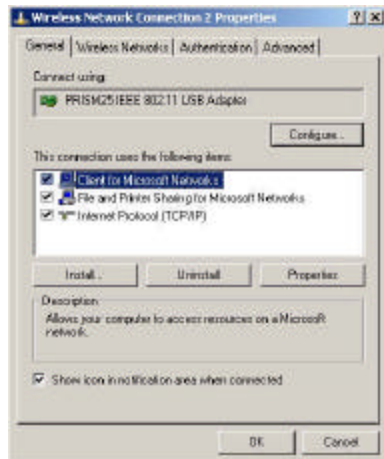 Wireless Network Connection 2 Properties
General Wireless Networks Authentication Advanced
Connect using:
PRISM25 IEEE 802.11 USB Adapter
Configure...
This connection uses the following items:
Client for Microsoft Networks
File and Printer Sharing for Microsoft Networks
Internet Protocol (TCP/IP)
Install... Uninstall Properties
Description
Allows your computer to access resources on a Microsoft
network.
Show icon in notification area when connected
OK Cancel